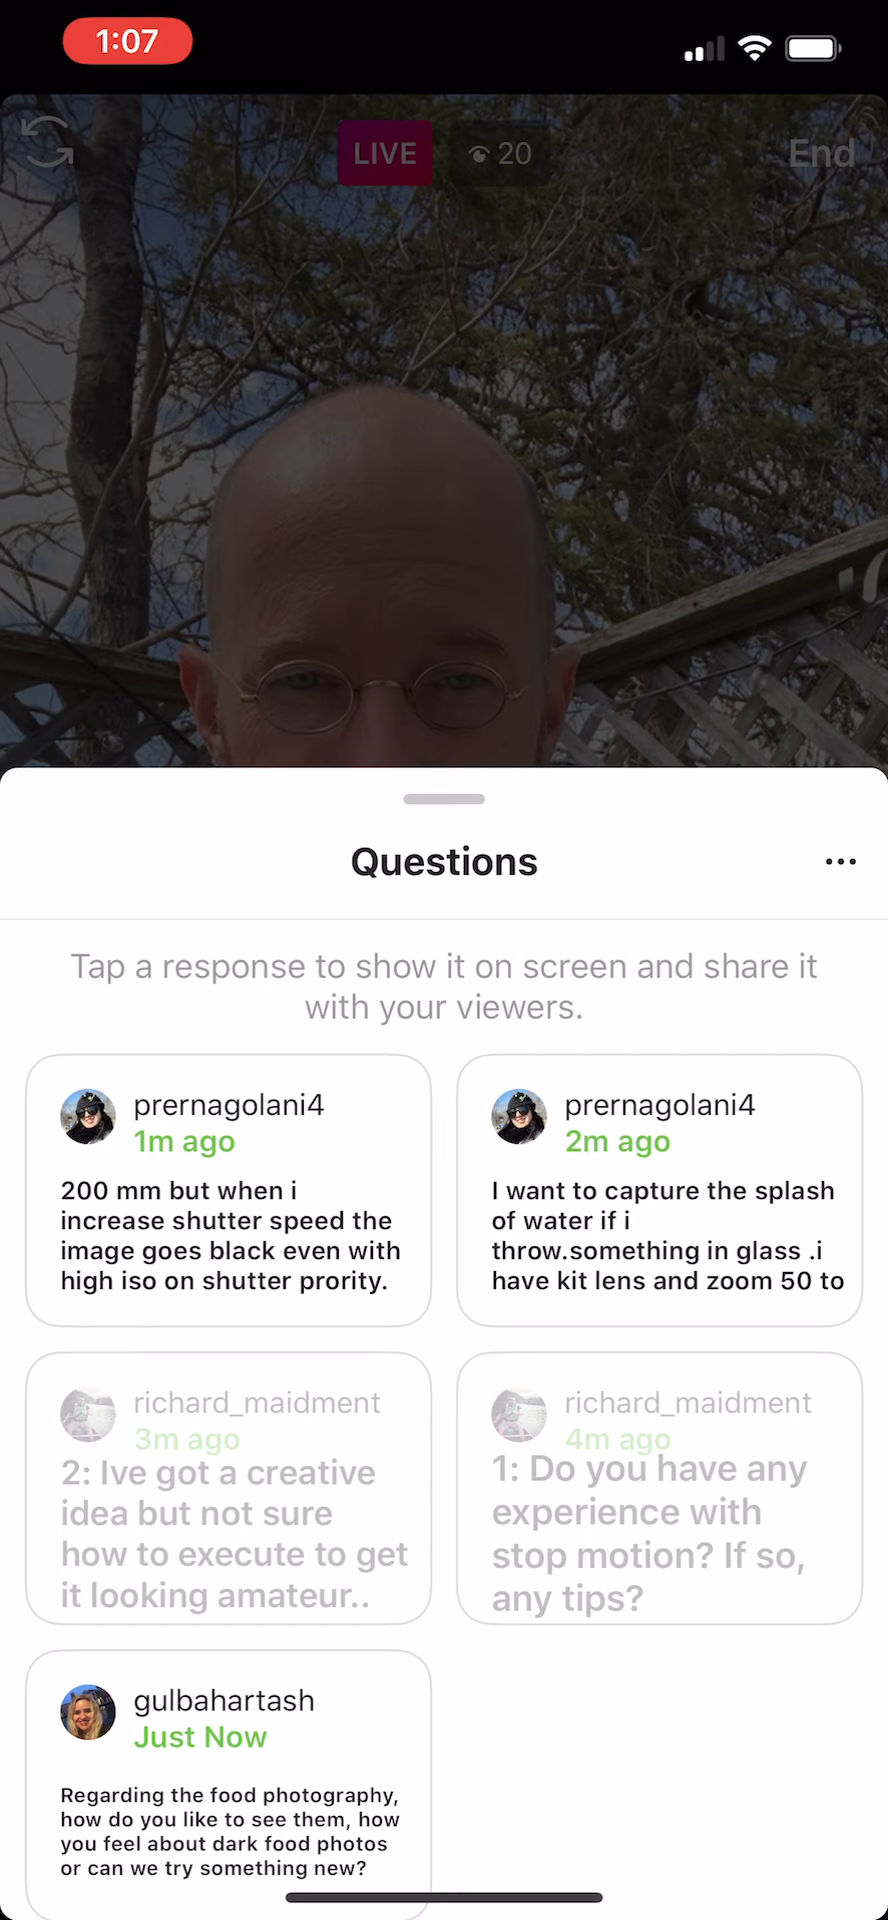 1:07
LIVE
20
End
Questions
Tap a response to show it on screen and share it
with your viewers.
prernagolani4
1m ago
200 mm but when i
increase shutter speed the
image goes black even with
high iso on shutter prority.
prernagolani4
2m ago
I want to capture the splash
of water if i
throw.something in glass .i
have kit lens and zoom 50 to
richard_maidment
3m ago
2: Ive got a creative
idea but not sure
how to execute to get
it looking amateur..
richard_maidment
4m ago
1: Do you have any
experience with
stop motion? If so,
any tips?
gulbahartash
Just Now
Regarding the food photography,
how do you like to see them, how
you feel about dark food photos
or can we try something new?